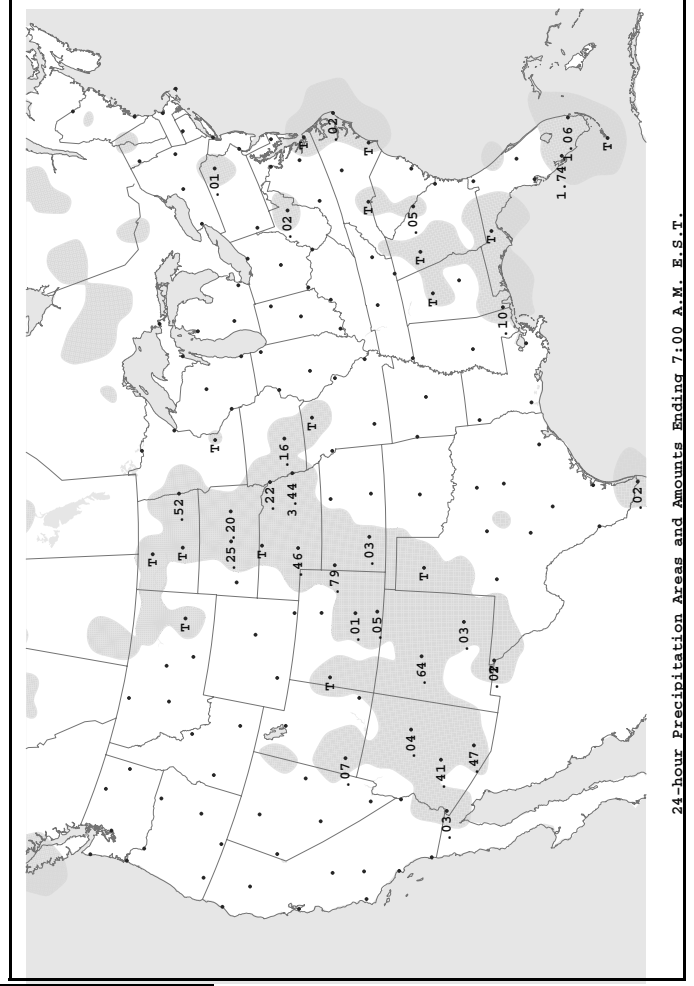 T
T
.52
T
T
.01
.25
.20
T
T
.22
.16
.02
3.44
.46
T
T
T
.79
.02
.07
.01
.03
T
T
.05
.04
.64
T
T
.05
T
.41
.03
.03
.47
T
.02
.10
1.74
1.06
T
.02
24-hour Precipitation Areas and Amounts Ending 7:00 A.M. E.S.T.